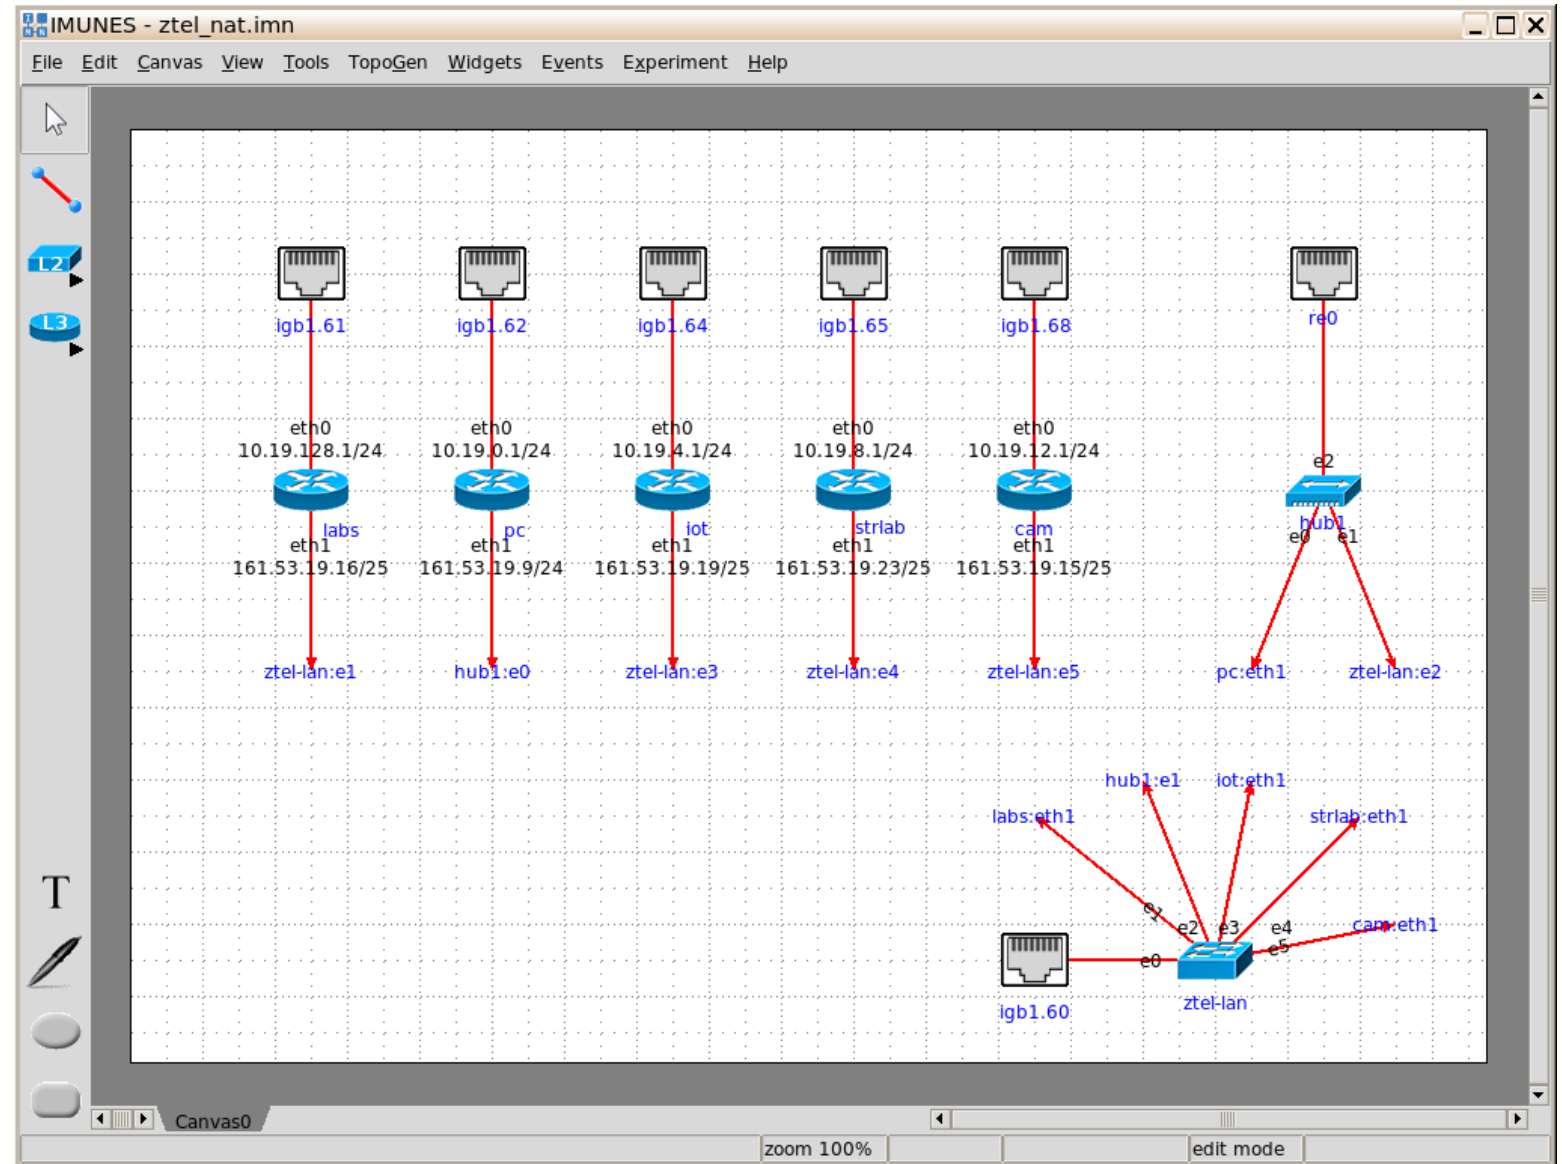 IMUNES - ztel_nat.imn
File Edit Canvas View Tools TopoGen Widgets Events Experiment Help
L2
L3
T
igb1.61 igb1.62 igb1.64 igb1.65 igb1.68 re0
eth0 eth0 eth0 eth0 eth0
10.19.128.1/24 10.19.0.1/24 10.19.4.1/24 10.19.8.1/24 10.19.12.1/24
e2
labs pc iot strlab cam hub1
eth1 eth1 eth1 eth1 eth1 e0 e1
161.53.19.16/25 161.53.19.9/24 161.53.19.19/25 161.53.19.23/25 161.53.19.15/25
ztel-lan:e1 hub1:e0 ztel-lan:e3 ztel-lan:e4 ztel-lan:e5 pc:eth1 ztel-lan:e2
hub1:e1 iot:eth1
labs:eth1 strlab:eth1
e1
e2 e3 e4 cam:eth1
e5
e0
igb1.60 ztel-lan
Canvas0
zoom 100% edit mode